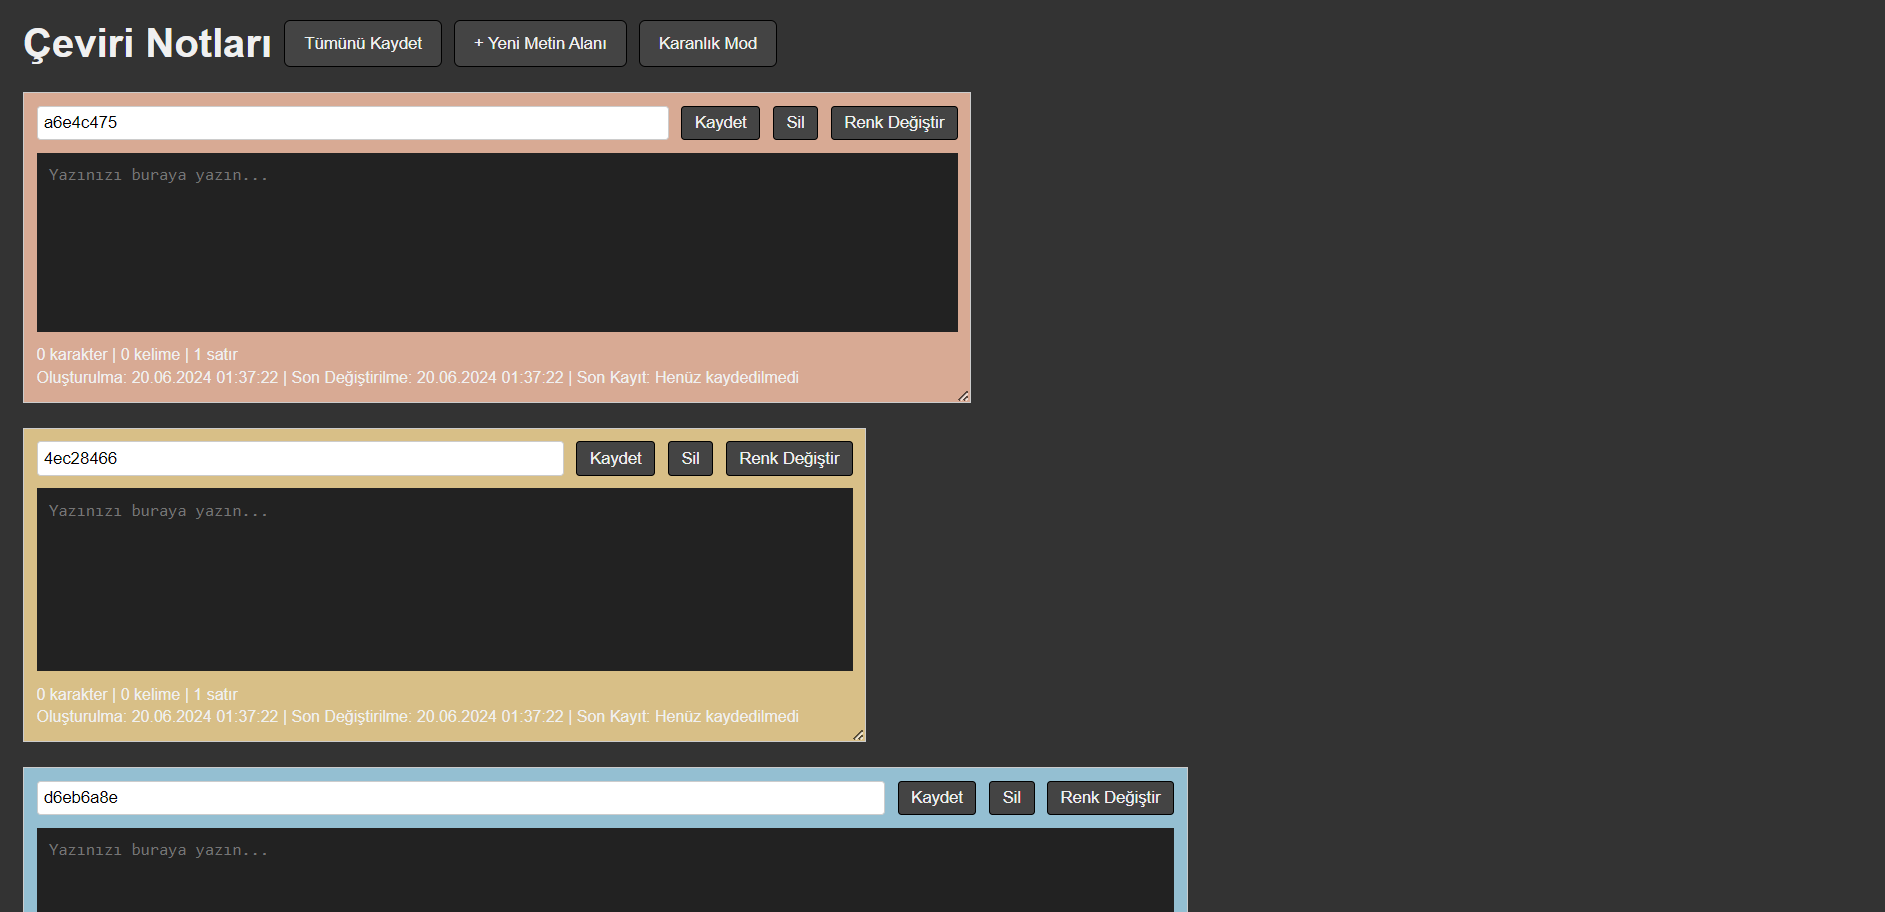 Çeviri Notları Tümünü Kaydet + Yeni Metin Alanı Karanlık Mod
a6e4c475 Kaydet Sil Renk Değiştir
Yazınızı buraya yazın...
0 karakter | 0 kelime | 1 satır
Oluşturulma: 20.06.2024 01:37:22 | Son Değiştirilme: 20.06.2024 01:37:22 | Son Kayıt: Henüz kaydedilmedi
4ec28466 Kaydet Sil Renk Değiştir
Yazınızı buraya yazın...
0 karakter | 0 kelime | 1 satır
Oluşturulma: 20.06.2024 01:37:22 | Son Değiştirilme: 20.06.2024 01:37:22 | Son Kayıt: Henüz kaydedilmedi
d6eb6a8e Kaydet Sil Renk Değiştir
Yazınızı buraya yazın...